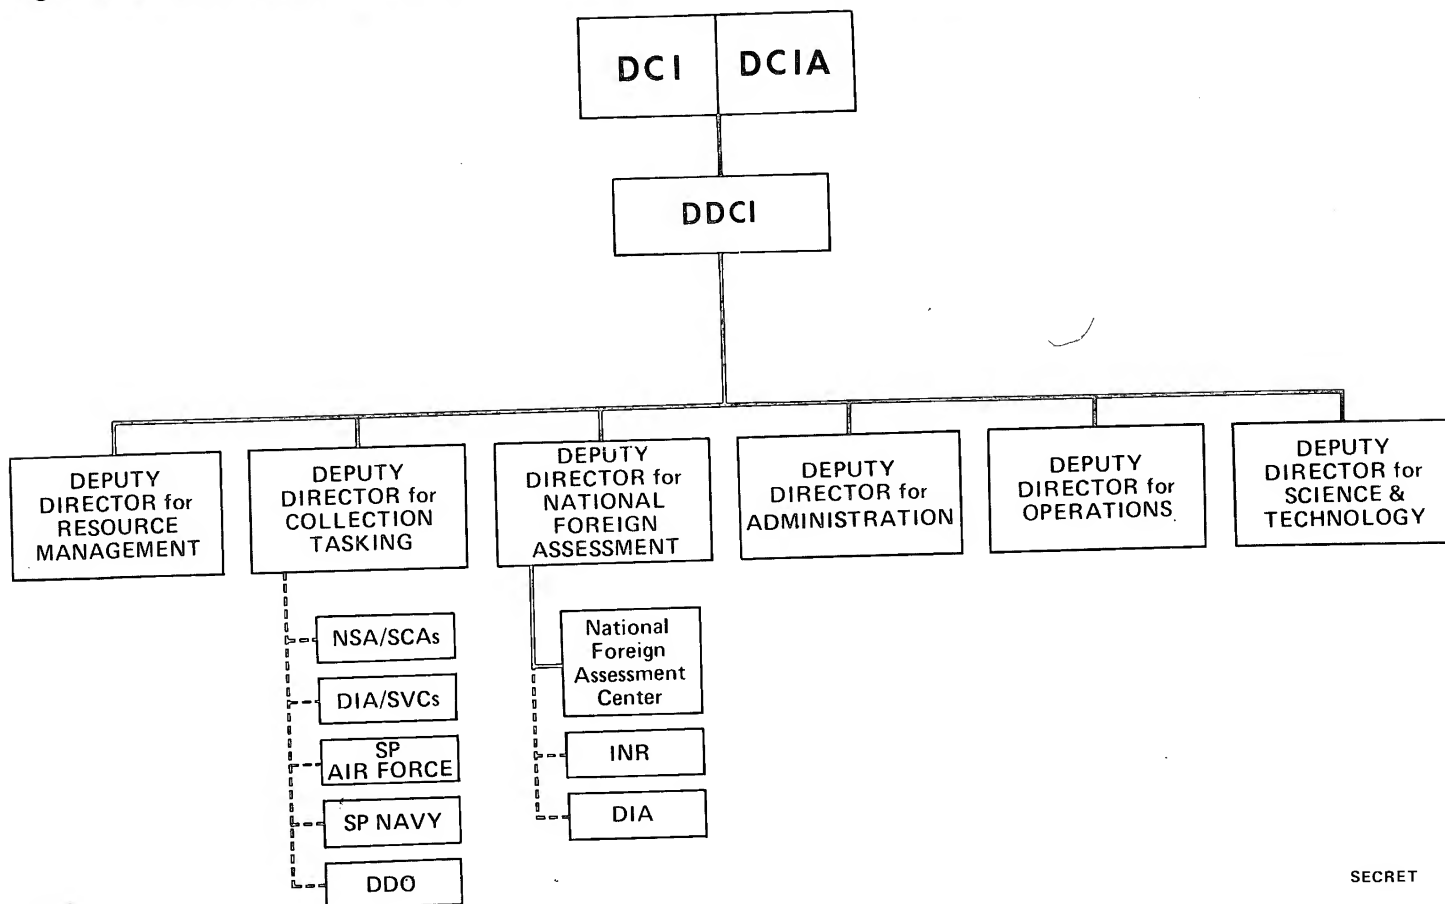 DCI
DCIA
DDCI
DEPUTY
DIRECTOR for
RESOURCE
MANAGEMENT
DEPUTY
DIRECTOR for
COLLECTION
TASKING
DEPUTY
DIRECTOR for
NATIONAL
FOREIGN
ASSESSMENT
DEPUTY
DIRECTOR for
ADMINISTRATION
DEPUTY
DIRECTOR for
OPERATIONS
DEPUTY
DIRECTOR for
SCIENCE &
TECHNOLOGY
NSA/SCAs
DIA/SVCs
SP
AIR FORCE
SP NAVY
DDO
National
Foreign
Assessment
Center
INR
DIA
SECRET